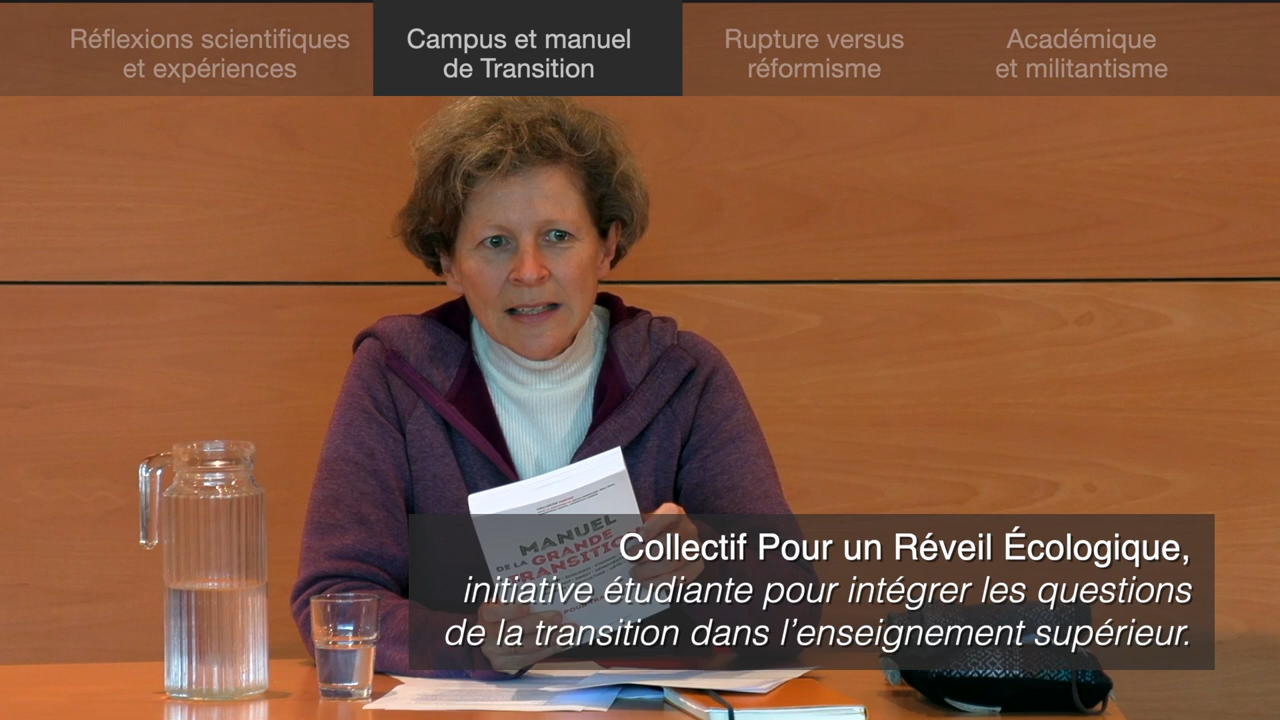 Réflexions scientifiques
et expériences
Campus et manuel
de Transition
Rupture versus
réformisme
Académique
et militantisme
MANUEL
DE LA GRANDE
TRANSITION
Collectif Pour un Réveil Écologique,
initiative étudiante pour intégrer les questions
de la transition dans l'enseignement supérieur.